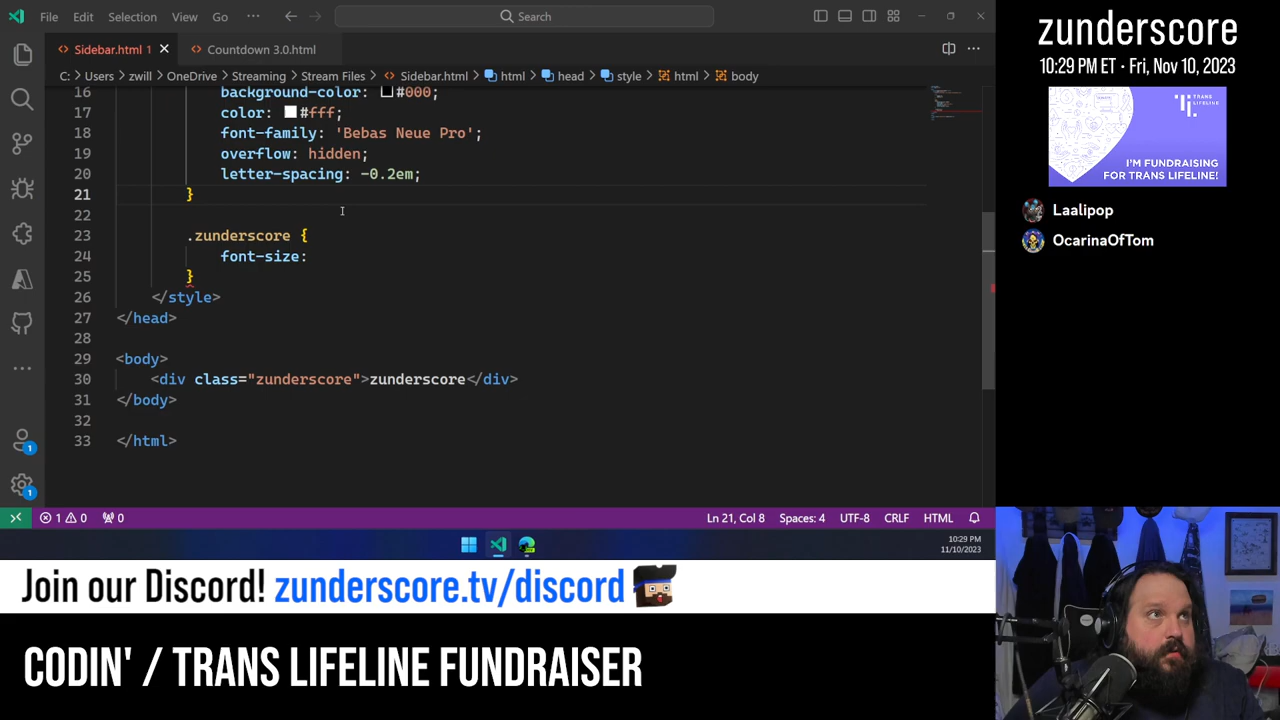 File Edit Selection View Go ··· Search
Sidebar.html 1 Countdown 3.0.html
C: > Users > zwill > OneDrive > Streaming > Stream Files > Sidebar.html > html > head > style > html > body
16 background-color: #000;
17 color: #fff;
18 font-family: 'Bebas Neue Pro';
19 overflow: hidden;
20 letter-spacing: -0.2em;
21 }
22
23 .zunderscore {
24 font-size:
25 }
26 </style>
27 </head>
28
29 <body>
30 <div class="zunderscore">zunderscore</div>
31 </body>
32
33 </html>
1
1
1 0 0 Ln 21, Col 8 Spaces: 4 UTF-8 CRLF HTML
10:29 PM
11/10/2023
zunderscore
10:29 PM ET · Fri, Nov 10, 2023
TRANS
LIFELINE
I'M FUNDRAISING
FOR TRANS LIFELINE!
Laalipop
OcarinaOfTom
Join our Discord! zunderscore.tv/discord
CODIN' / TRANS LIFELINE FUNDRAISER